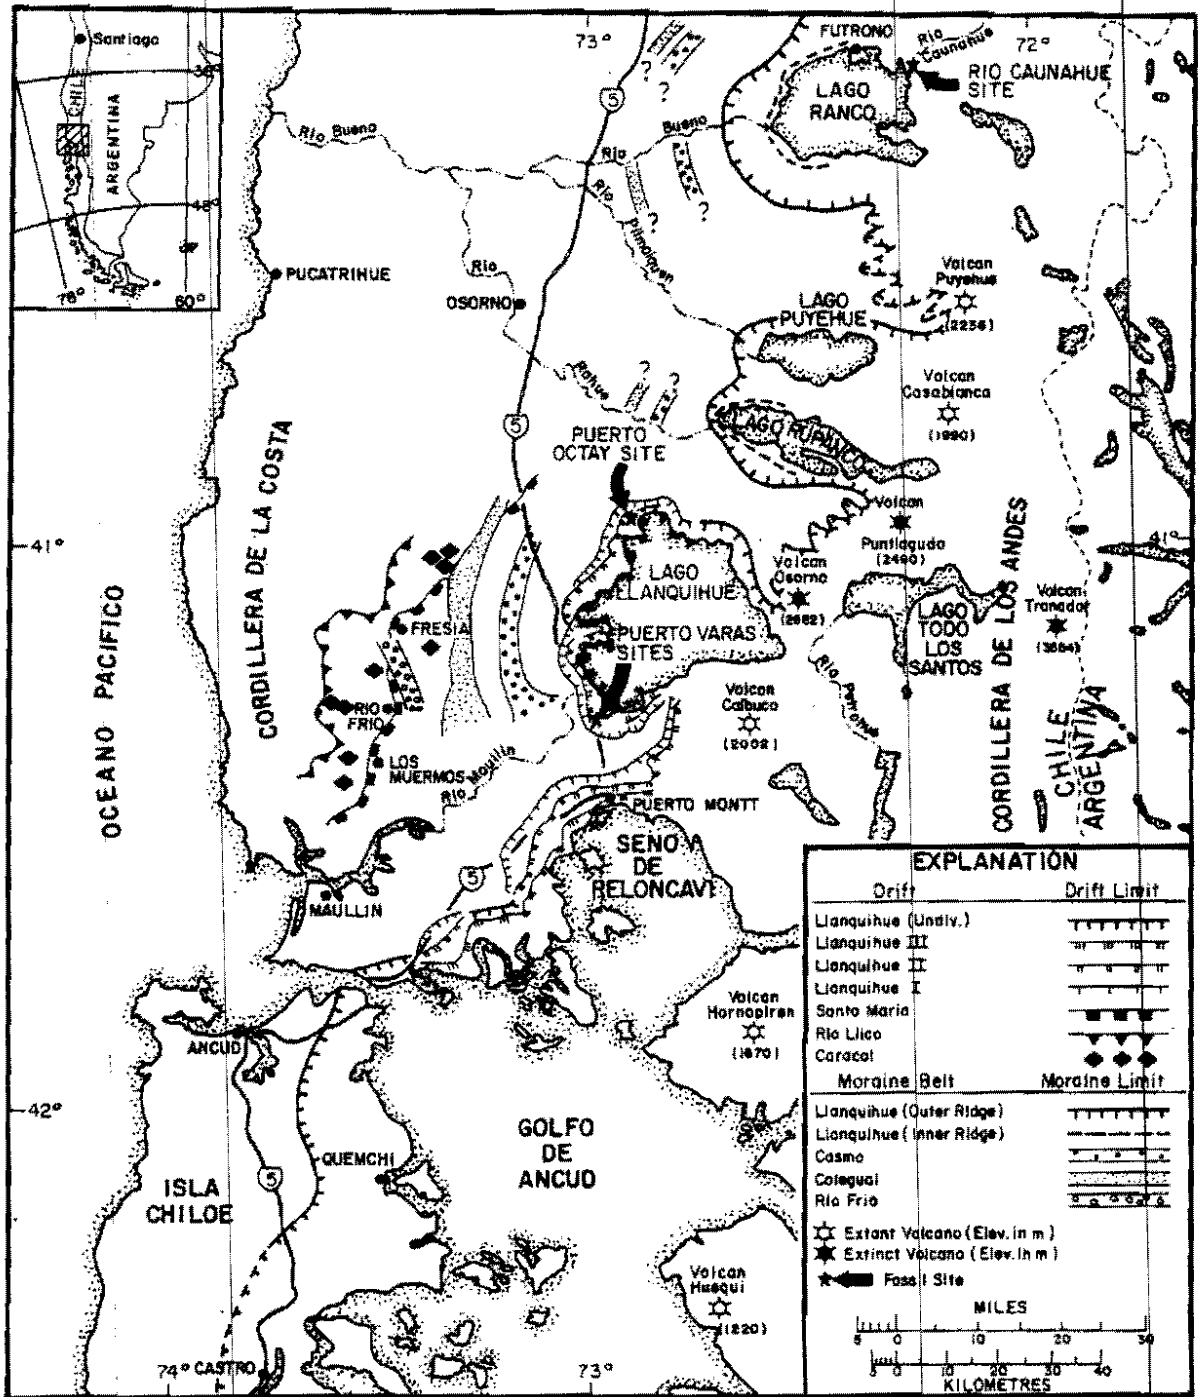 Santiago
36°
CHILE
ARGENTINA
48°
76°
60°
73°
72°
FUTRONO
Rio
Caunahue
RIO CAUNAHUE
SITE
LAGO
RANCO
5
?
?
Rio Bueno
Rio
Bueno
Rio
Pilmaiquen
?
?
PUCATRIHUE
Rio
OSORNO
Rahue
?
?
Volcan
Puyehue
(2236)
LAGO
PUYEHUE
Volcan
Casablanca
(1990)
5
PUERTO
OCTAY SITE
LAGO RUPANCO
Volcan
Puntiagudo
(2490)
CORDILLERA DE LA COSTA
41°
41°
OCEANO PACIFICO
LAGO
LLANQUIHUE
Volcan
Osorno
(2662)
LAGO
TODO
LOS
SANTOS
Volcan
Tronador
(3554)
CORDILLERA DE LOS ANDES
FRESIA
PUERTO VARAS
SITES
Rio Petrohue
RIO
FRIO
Volcan
Calbuco
(2002)
CHILE
ARGENTINA
LOS
MUERMOS
Rio Maullin
PUERTO MONTT
SENO
DE
RELONCAVI
5
MAULLIN
Volcan
Hornopiren
(1670)
ANCUD
42°
GOLFO
DE
ANCUD
QUEMCHI
5
ISLA
CHILOE
Volcan
Huequi
(1220)
74°
CASTRO
73°
EXPLANATION
Drift Drift Limit
Llanquihue (Undiv.)
Llanquihue III
Llanquihue II
Llanquihue I
Santo Maria
Rio Llico
Caracol
Moraine Belt Moraine Limit
Llanquihue (Outer Ridge)
Llanquihue (Inner Ridge)
Casma
Colegual
Rio Frio
Extant Volcano (Elev. in m)
Extinct Volcano (Elev. in m)
Fossil Site
MILES
5 0 10 20 30
10 0 10 20 30 40
KILOMETRES